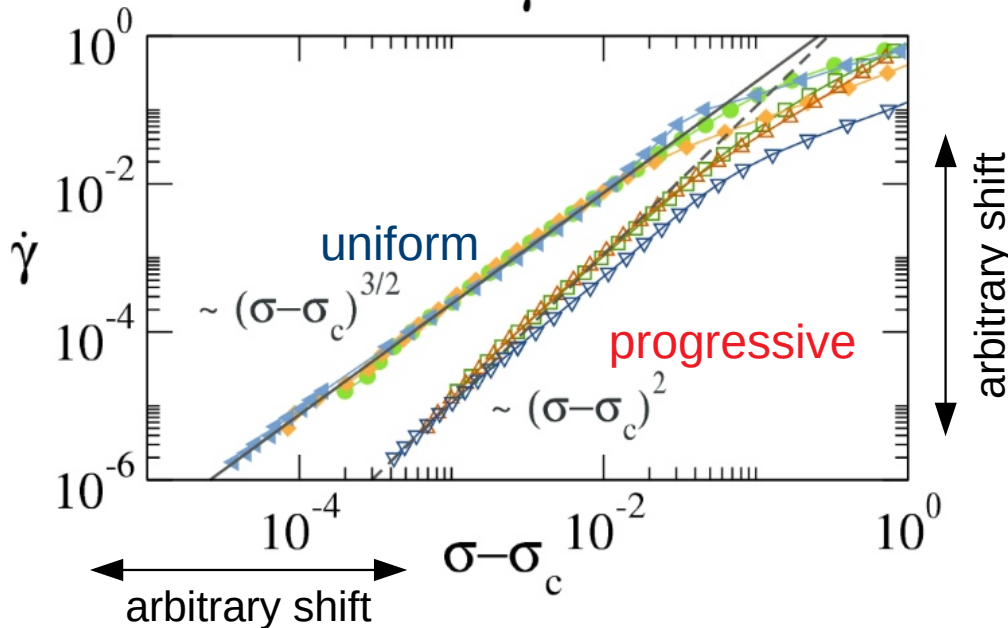 10^0
10^-2
10^-4
10^-6
γ̇
uniform
~ (σ−σ_c)^3/2
progressive
~ (σ−σ_c)^2
arbitrary shift
10^-4
10^-2
10^0
σ−σ_c
arbitrary shift